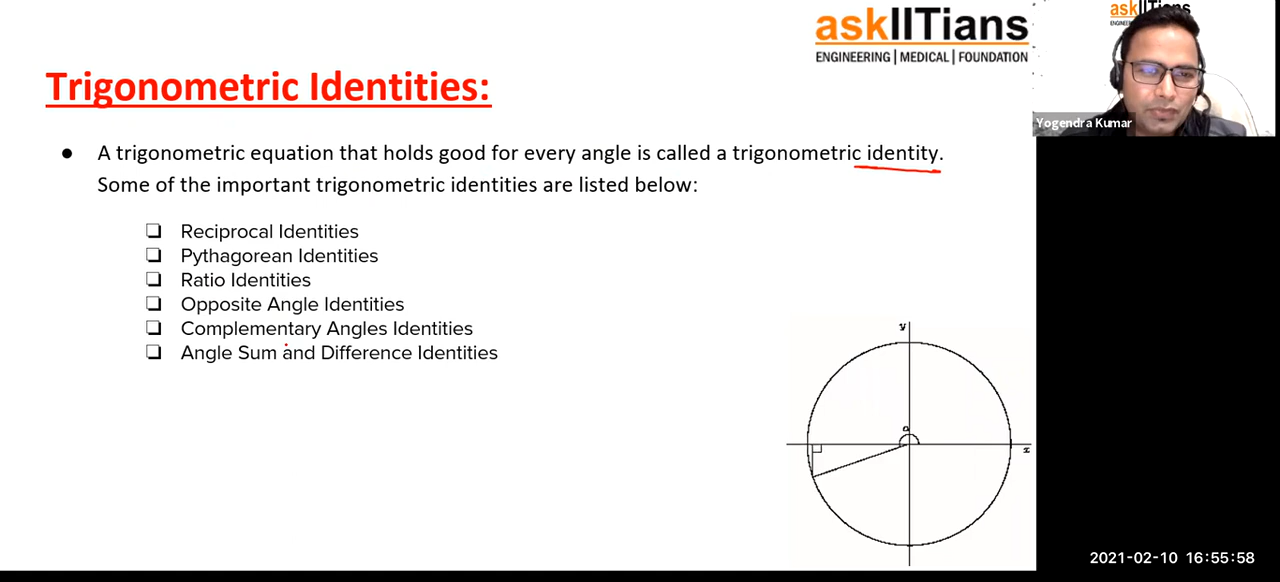 askIITians
ENGINEERING | MEDICAL | FOUNDATION
askIITians
Yogendra Kumar
Trigonometric Identities:
● A trigonometric equation that holds good for every angle is called a trigonometric identity.
Some of the important trigonometric identities are listed below:
❏ Reciprocal Identities
❏ Pythagorean Identities
❏ Ratio Identities
❏ Opposite Angle Identities
❏ Complementary Angles Identities
❏ Angle Sum and Difference Identities
y
x
2021-02-10 16:55:58